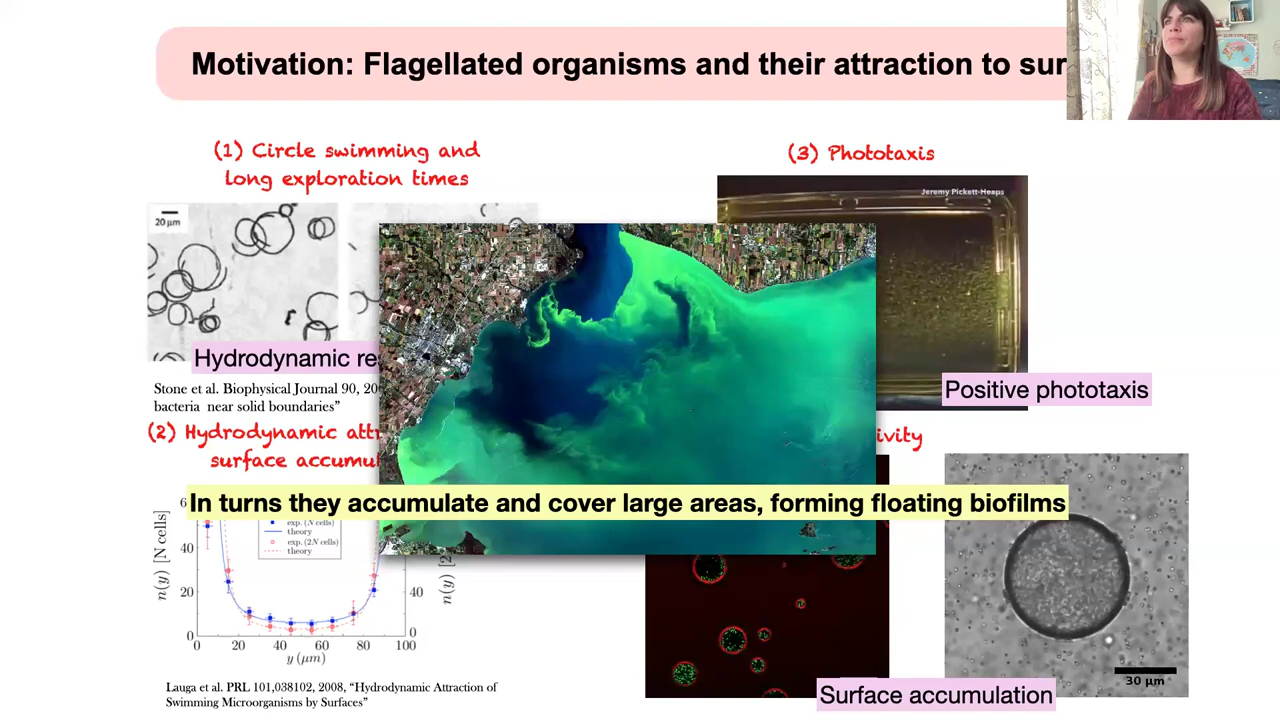 Motivation: Flagellated organisms and their attraction to sur
(1) Circle swimming and
long exploration times
20 μm
Hydrodynamic re
Stone et al. Biophysical Journal 90, 20
bacteria near solid boundaries”
(2) Hydrodynamic att
surface accumu
(3) Phototaxis
Jeremy Pickett-Heaps
Positive phototaxis
ivity
In turns they accumulate and cover large areas, forming floating biofilms
6
40
20
0
n(y) [N cells]
exp. (N cells)
theory
exp. (2N cells)
theory
40
0
n(y) [2
0 20 40 60 80 100
y (μm)
Lauga et al. PRL 101,038102, 2008, “Hydrodynamic Attraction of
Swimming Microorganisms by Surfaces”
30 μm
Surface accumulation